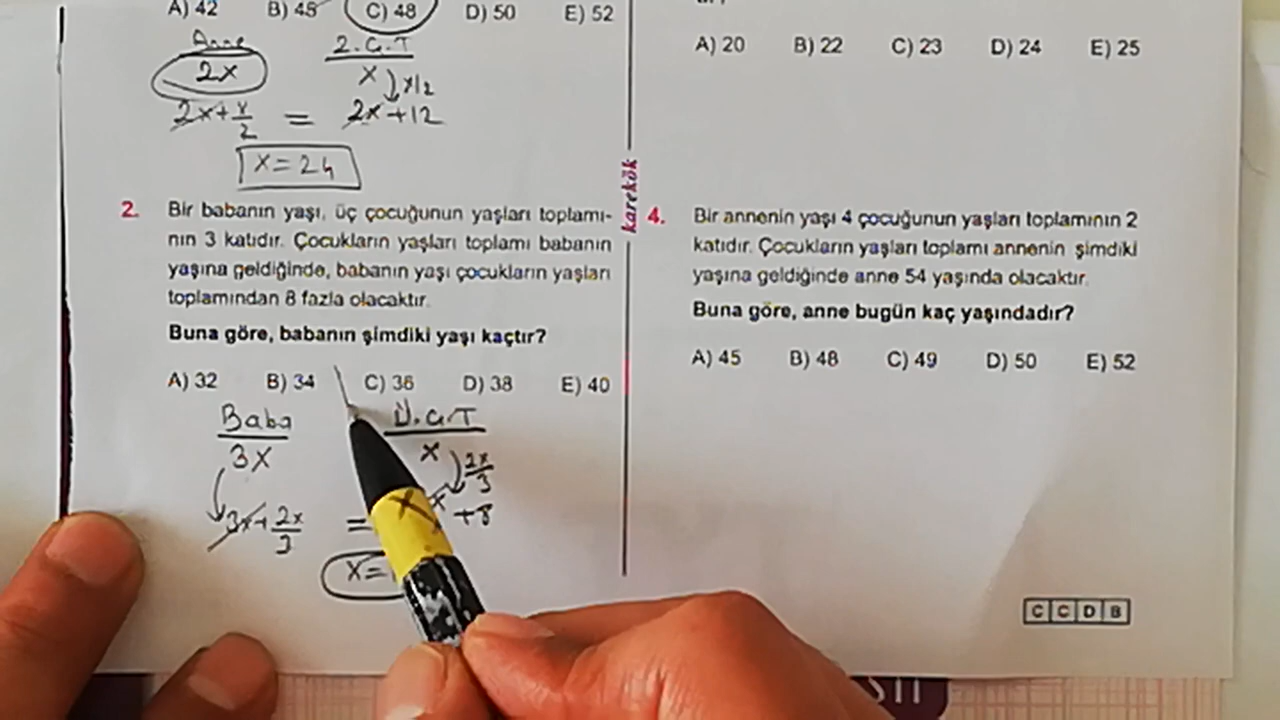 A) 42 B) 45 C) 48 D) 50 E) 52
Anne 2.Ç.T
2x x x/2
2x+x/2 = 2x+12
x=24
2. Bir babanın yaşı, üç çocuğunun yaşları toplamı-
nın 3 katıdır. Çocukların yaşları toplamı babanın
yaşına geldiğinde, babanın yaşı çocukların yaşları
toplamından 8 fazla olacaktır.
Buna göre, babanın şimdiki yaşı kaçtır?
A) 32 B) 34 C) 36 D) 38 E) 40
Baba Ü.Ç.T
3x x 2x/3
3x+2x/3 = x +8
x=
karekök
A) 20 B) 22 C) 23 D) 24 E) 25
4. Bir annenin yaşı 4 çocuğunun yaşları toplamının 2
katıdır. Çocukların yaşları toplamı annenin şimdiki
yaşına geldiğinde anne 54 yaşında olacaktır.
Buna göre, anne bugün kaç yaşındadır?
A) 45 B) 48 C) 49 D) 50 E) 52
C C D B